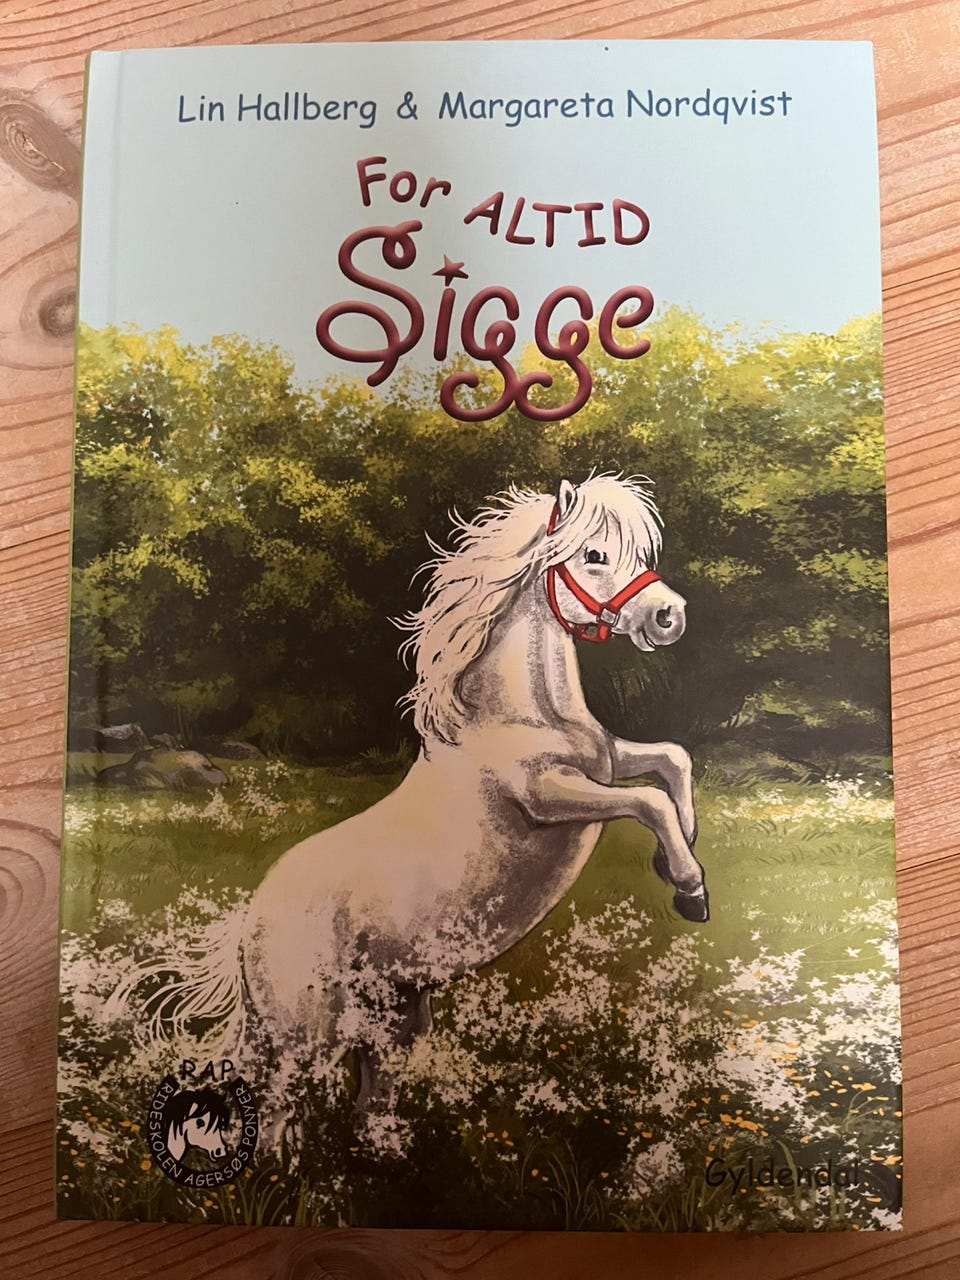 Lin Hallberg & Margareta Nordqvist
For ALTID
Sigge
RAP
RIDESKOLEN AGERSØS PONYER
Gyldendal